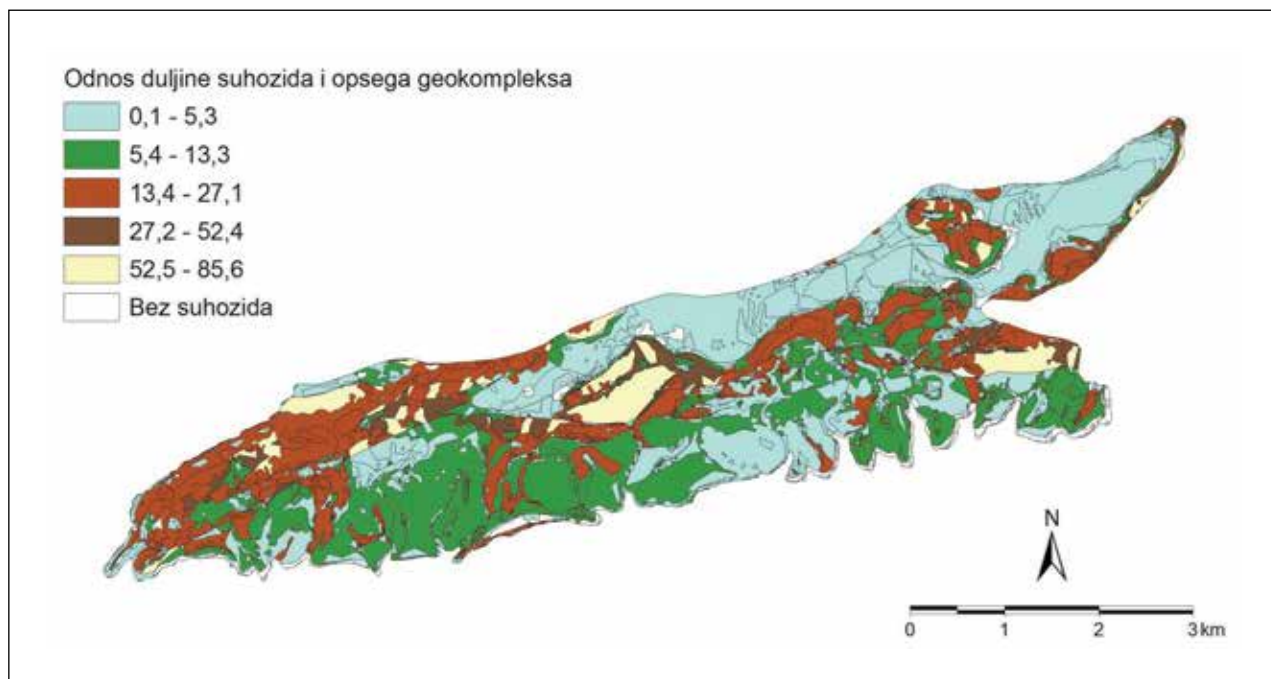 Odnos duljine suhozida i opsega geokompleksa
0,1 - 5,3
5,4 - 13,3
13,4 - 27,1
27,2 - 52,4
52,5 - 85,6
Bez suhozida
N
0 1 2 3 km